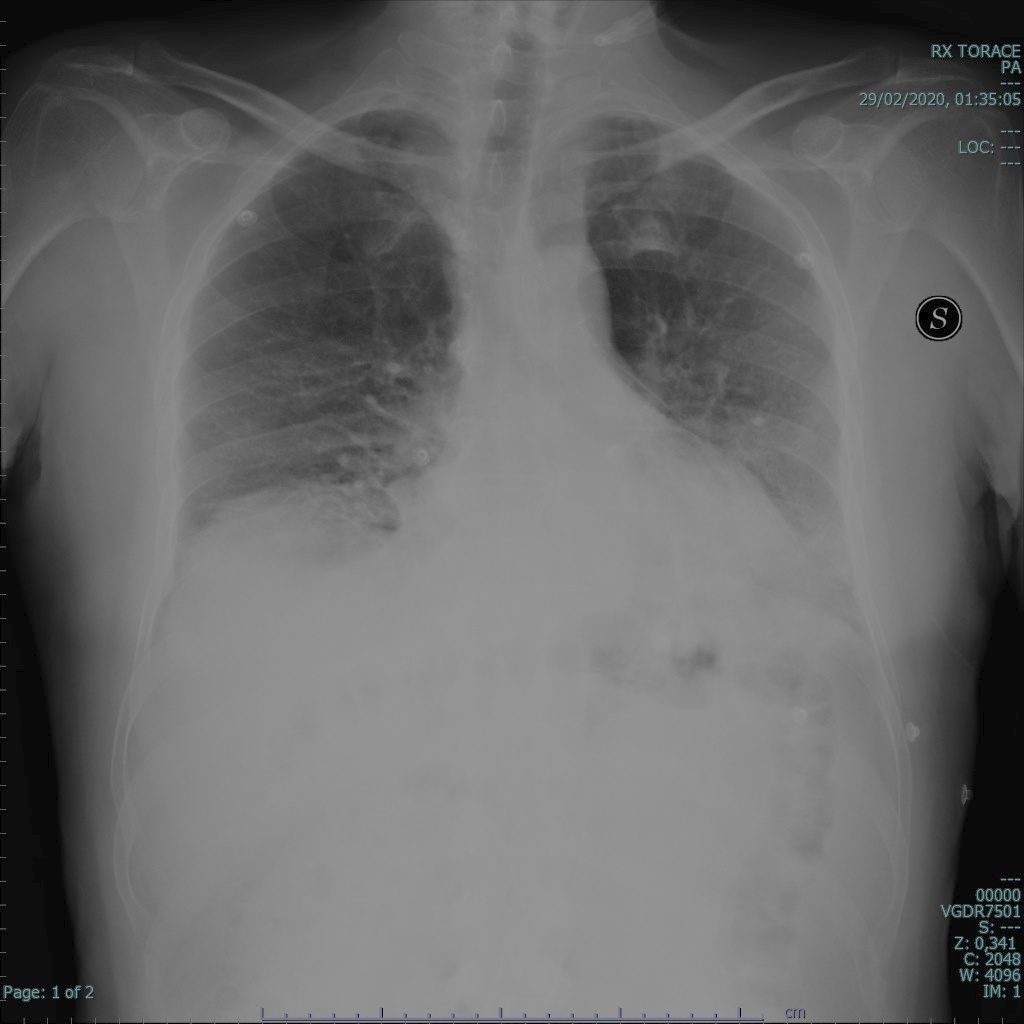 RX TORACE
PA
---
29/02/2020, 01:35:05
---
LOC: ---
---
S
---
00000
VGDR7501
S: ---
Z: 0,341
C: 2048
W: 4096
IM: 1
Page: 1 of 2
cm